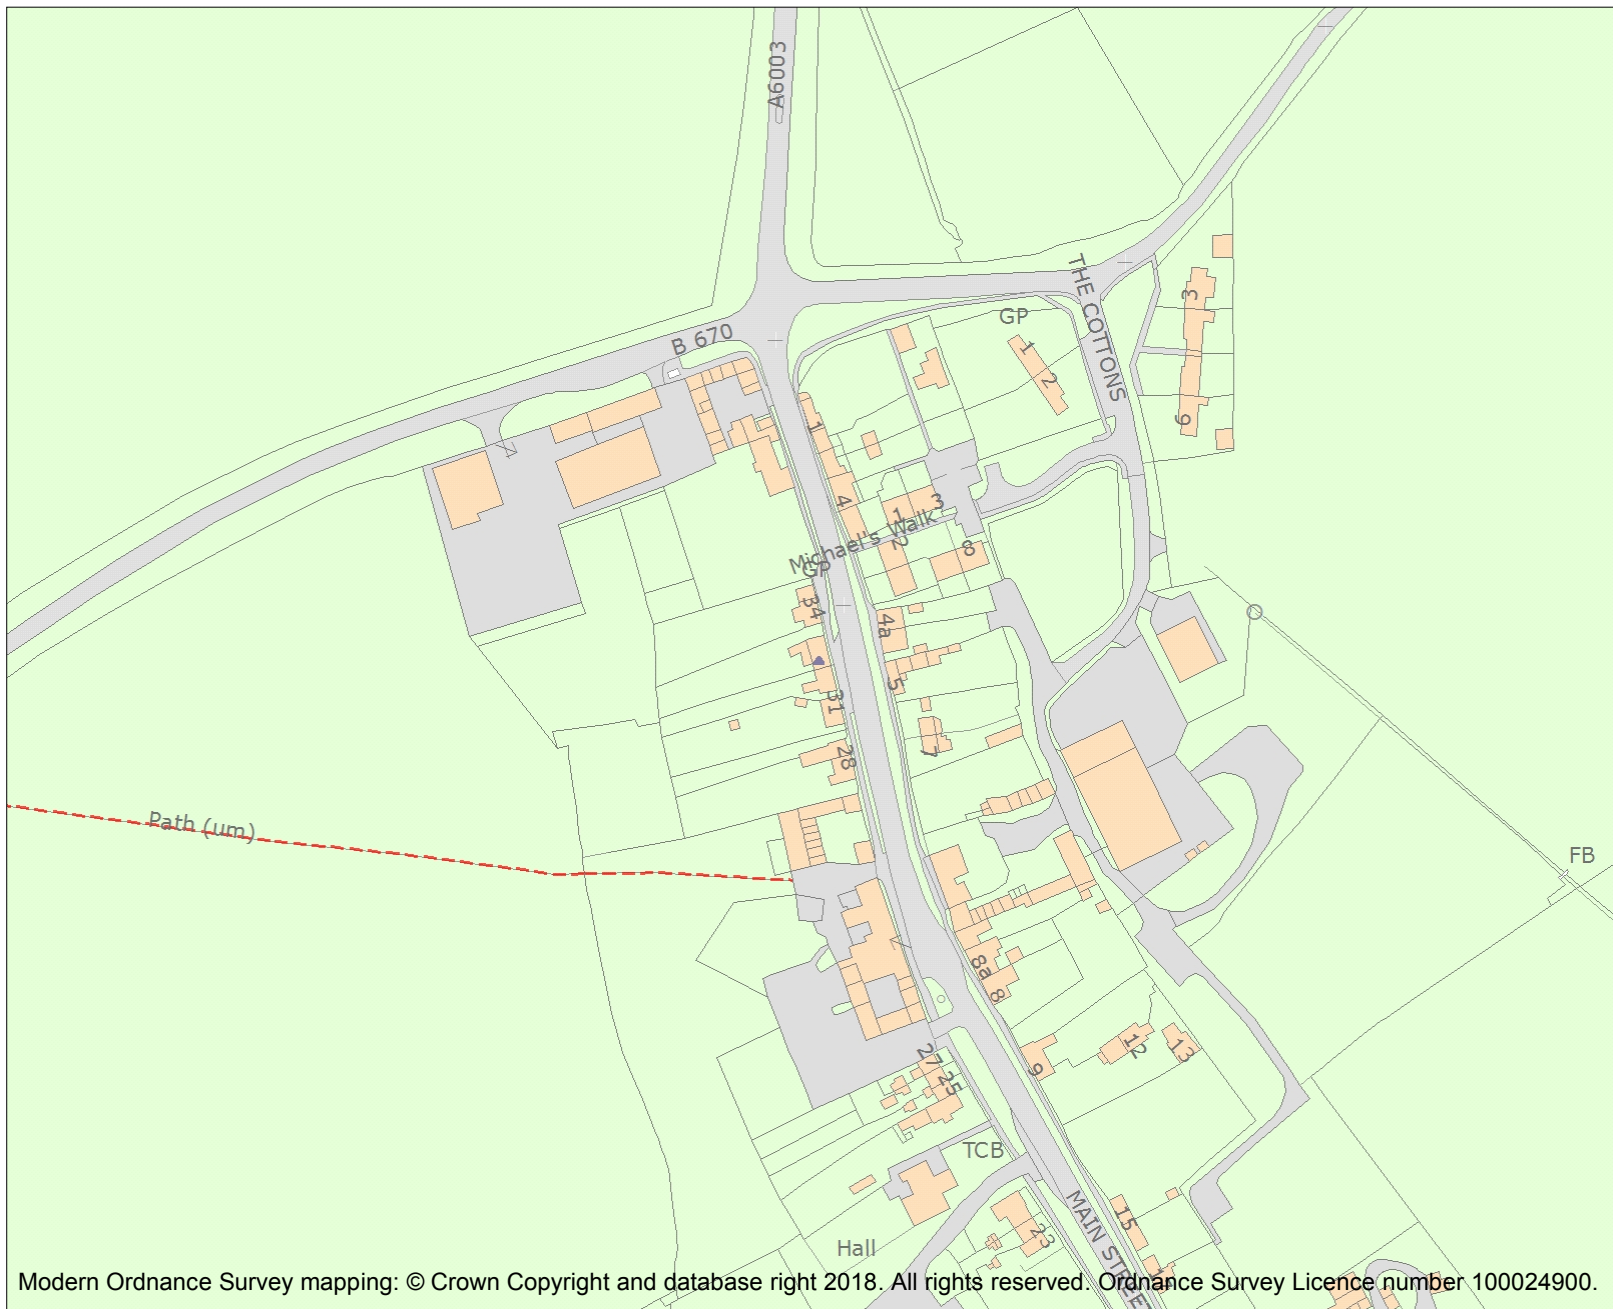 A6003
THE COTTONS
3
GP
1
2
B 670
6
1
4
3
1
Michael's Walk
2
8
GP
34
4a
5
31
7
28
Path (um)
FB
8a
8
27
12
13
9
25
TCB
15
MAIN STREET
23
Hall
Modern Ordnance Survey mapping: © Crown Copyright and database right 2018. All rights reserved. Ordnance Survey Licence number 100024900.